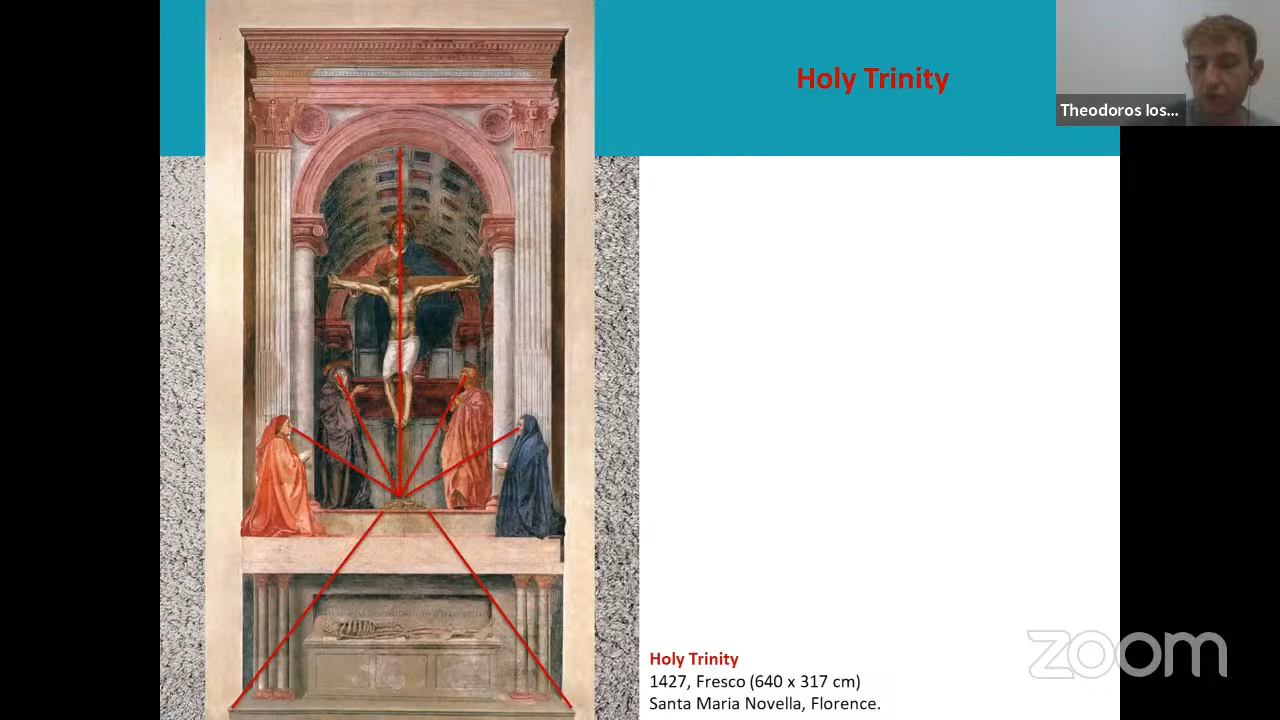 Holy Trinity
Theodoros Ios...
Holy Trinity
1427, Fresco (640 x 317 cm)
Santa Maria Novella, Florence.
zoom